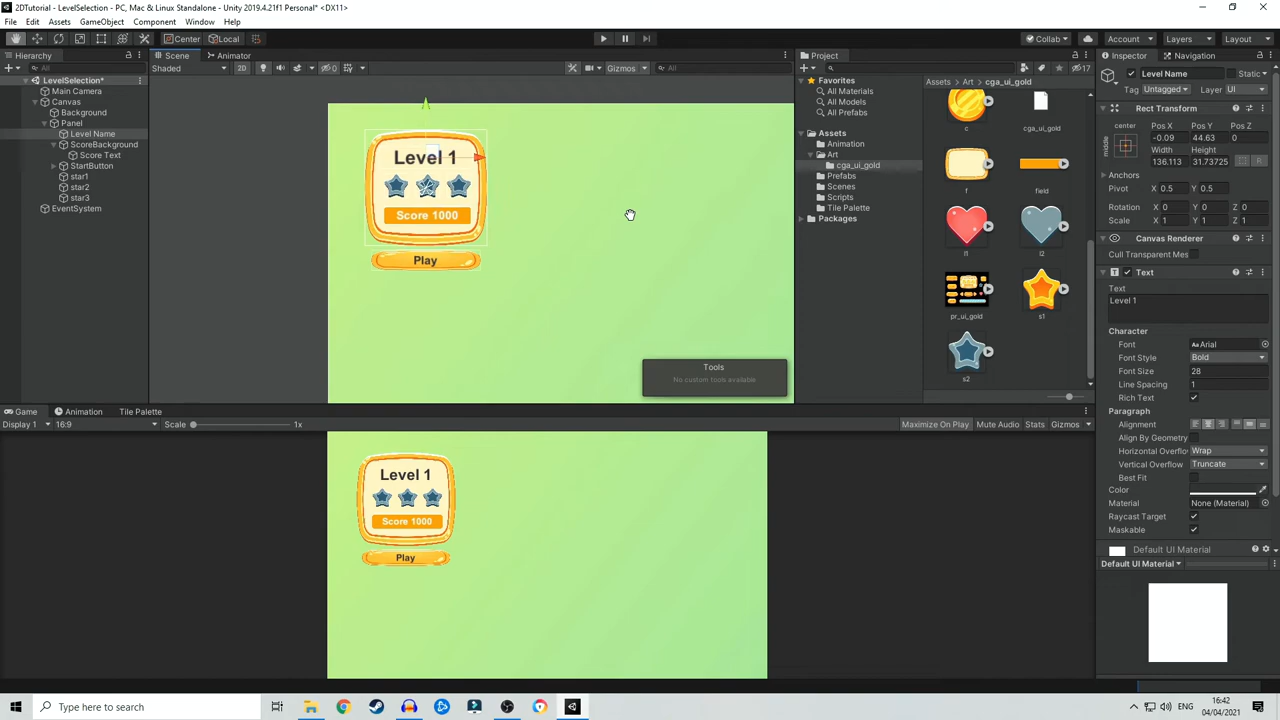 2DTutorial - LevelSelection - PC, Mac & Linux Standalone - Unity 2019.4.21f1 Personal* <DX11>
File Edit Assets GameObject Component Window Help
Center Local Collab Account Layers Layout
Hierarchy
All
LevelSelection*
Main Camera
Canvas
Background
Panel
Level Name
ScoreBackground
Score Text
StartButton
star1
star2
star3
EventSystem
Scene Animator
Shaded 2D 0 Gizmos All
Level 1
Score 1000
Play
Tools
No custom tools available
Game Animation Tile Palette
Display 1 16:9 Scale 1x Maximize On Play Mute Audio Stats Gizmos
Level 1
Score 1000
Play
Project
17
Favorites
All Materials
All Models
All Prefabs
Assets
Animation
Art
cga_ui_gold
Prefabs
Scenes
Scripts
Tile Palette
Packages
Assets Art cga_ui_gold
c cga_ui_gold
f field
l1 l2
pr_ui_gold s1
s2
Inspector Navigation
Level Name Static
Tag Untagged Layer UI
Rect Transform
center Pos X Pos Y Pos Z
middle -0.09 44.63 0
Width Height
136.113 31.73725 R
Anchors
Pivot X 0.5 Y 0.5
Rotation X 0 Y 0 Z 0
Scale X 1 Y 1 Z 1
Canvas Renderer
Cull Transparent Mes
Text
Text
Level 1
Character
Font Arial
Font Style Bold
Font Size 28
Line Spacing 1
Rich Text
Paragraph
Alignment
Align By Geometry
Horizontal Overflow Wrap
Vertical Overflow Truncate
Best Fit
Color
Material None (Material)
Raycast Target
Maskable
Default UI Material
Default UI Material
Type here to search
16:42
04/04/2021